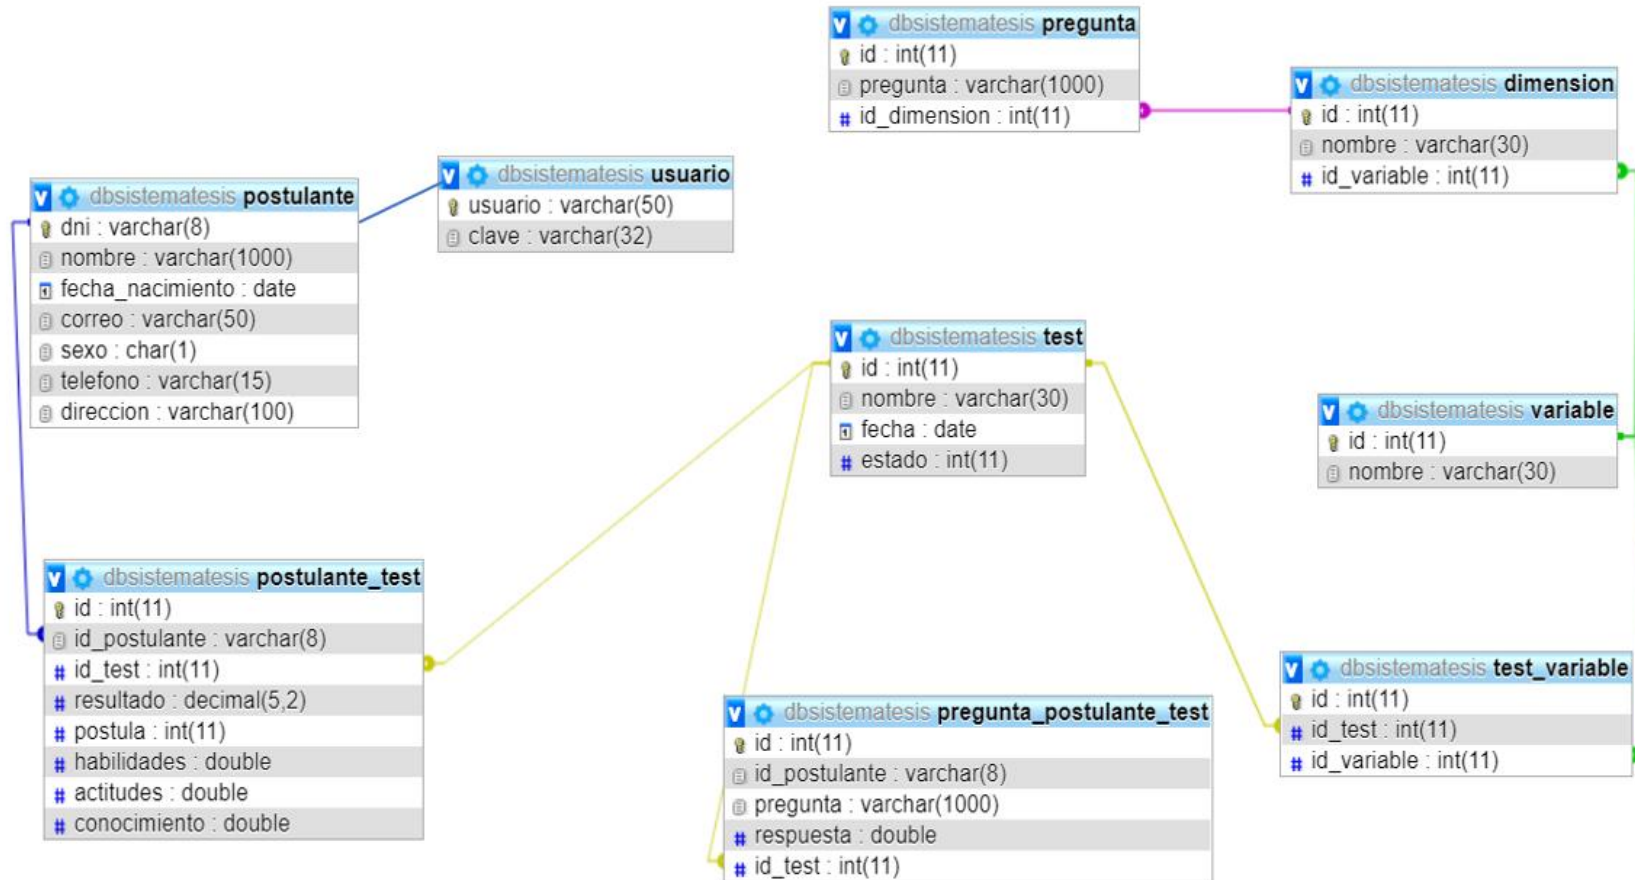 dbsistematesis pregunta
id : int(11)
pregunta : varchar(1000)
id_dimension : int(11)
dbsistematesis dimension
id : int(11)
nombre : varchar(30)
id_variable : int(11)
dbsistematesis usuario
usuario : varchar(50)
clave : varchar(32)
dbsistematesis postulante
dni : varchar(8)
nombre : varchar(1000)
fecha_nacimiento : date
correo : varchar(50)
sexo : char(1)
telefono : varchar(15)
direccion : varchar(100)
dbsistematesis test
id : int(11)
nombre : varchar(30)
fecha : date
estado : int(11)
dbsistematesis variable
id : int(11)
nombre : varchar(30)
dbsistematesis postulante_test
id : int(11)
id_postulante : varchar(8)
id_test : int(11)
resultado : decimal(5,2)
postula : int(11)
habilidades : double
actitudes : double
conocimiento : double
dbsistematesis pregunta_postulante_test
id : int(11)
id_postulante : varchar(8)
pregunta : varchar(1000)
respuesta : double
id_test : int(11)
dbsistematesis test_variable
id : int(11)
id_test : int(11)
id_variable : int(11)